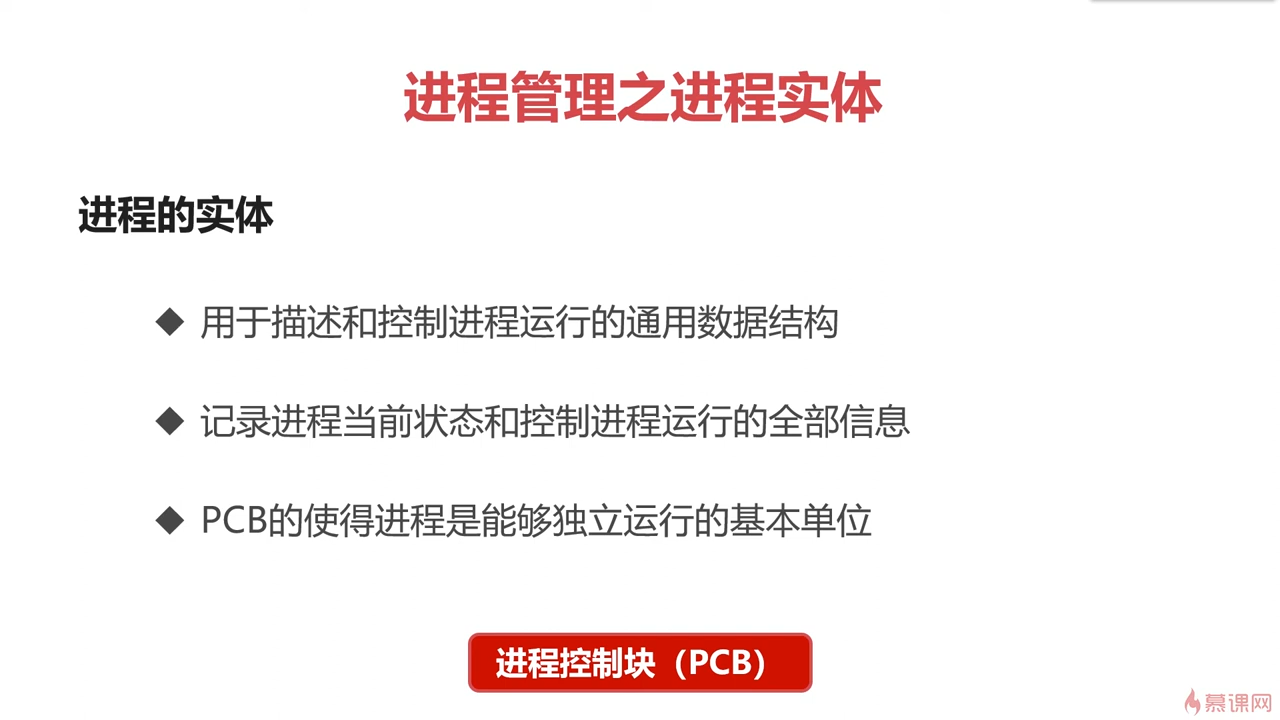 进程管理之进程实体
进程的实体
◆ 用于描述和控制进程运行的通用数据结构
◆ 记录进程当前状态和控制进程运行的全部信息
◆ PCB的使得进程是能够独立运行的基本单位
进程控制块（PCB）
慕课网